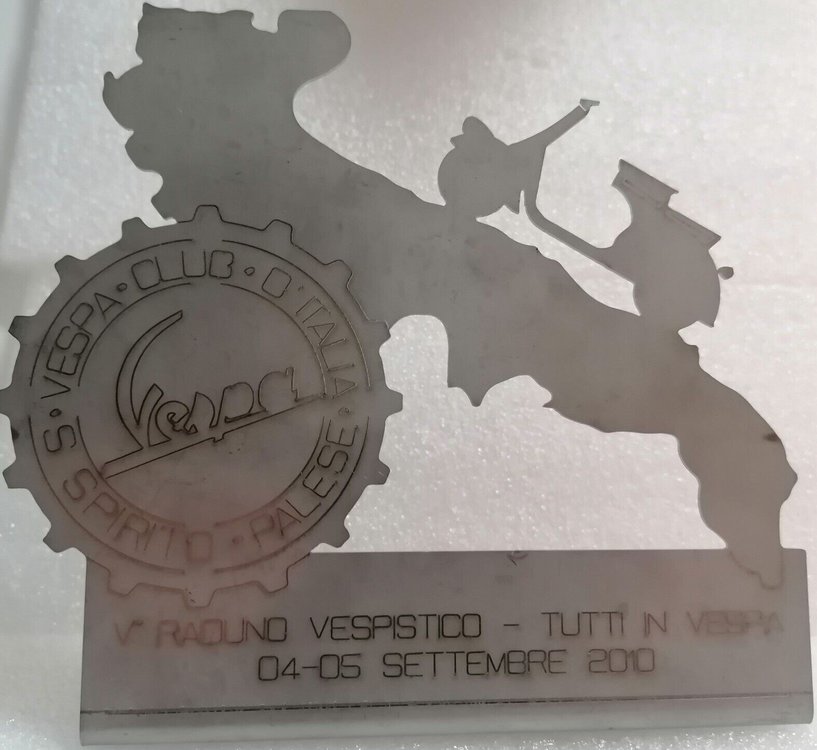 VESPA • CLUB • D'ITALIA •
S. SPIRITO • PALESE
Vespa
V° RADUNO VESPISTICO - TUTTI IN VESPA
04-05 SETTEMBRE 2010